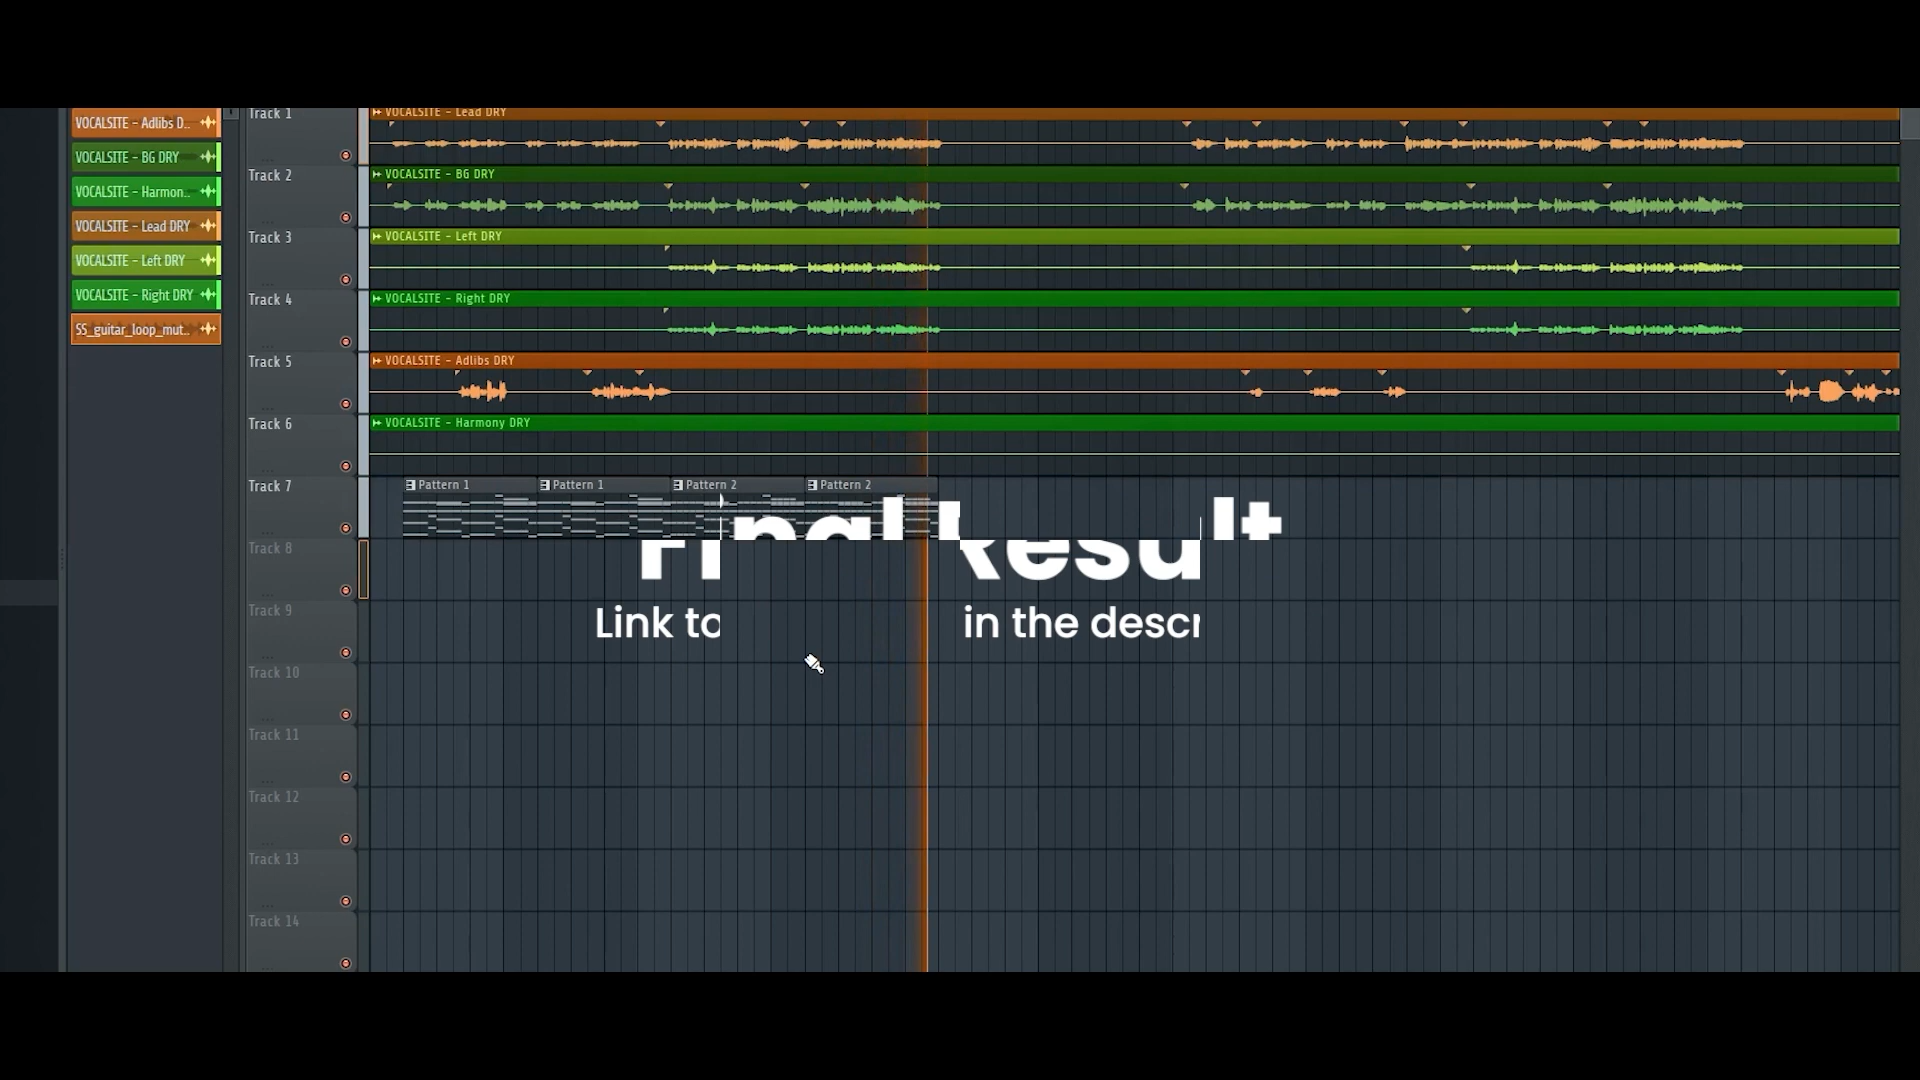 VOCALSITE - Adlibs D..
VOCALSITE - BG DRY
VOCALSITE - Harmon..
VOCALSITE - Lead DRY
VOCALSITE - Left DRY
VOCALSITE - Right DRY
SS_guitar_loop_mut..
Track 1
VOCALSITE - Lead DRY
Track 2
VOCALSITE - BG DRY
Track 3
VOCALSITE - Left DRY
Track 4
VOCALSITE - Right DRY
Track 5
VOCALSITE - Adlibs DRY
Track 6
VOCALSITE - Harmony DRY
Track 7
Pattern 1 Pattern 1 Pattern 2 Pattern 2
Final Result
Link to in the descr
Track 8
Track 9
Track 10
Track 11
Track 12
Track 13
Track 14